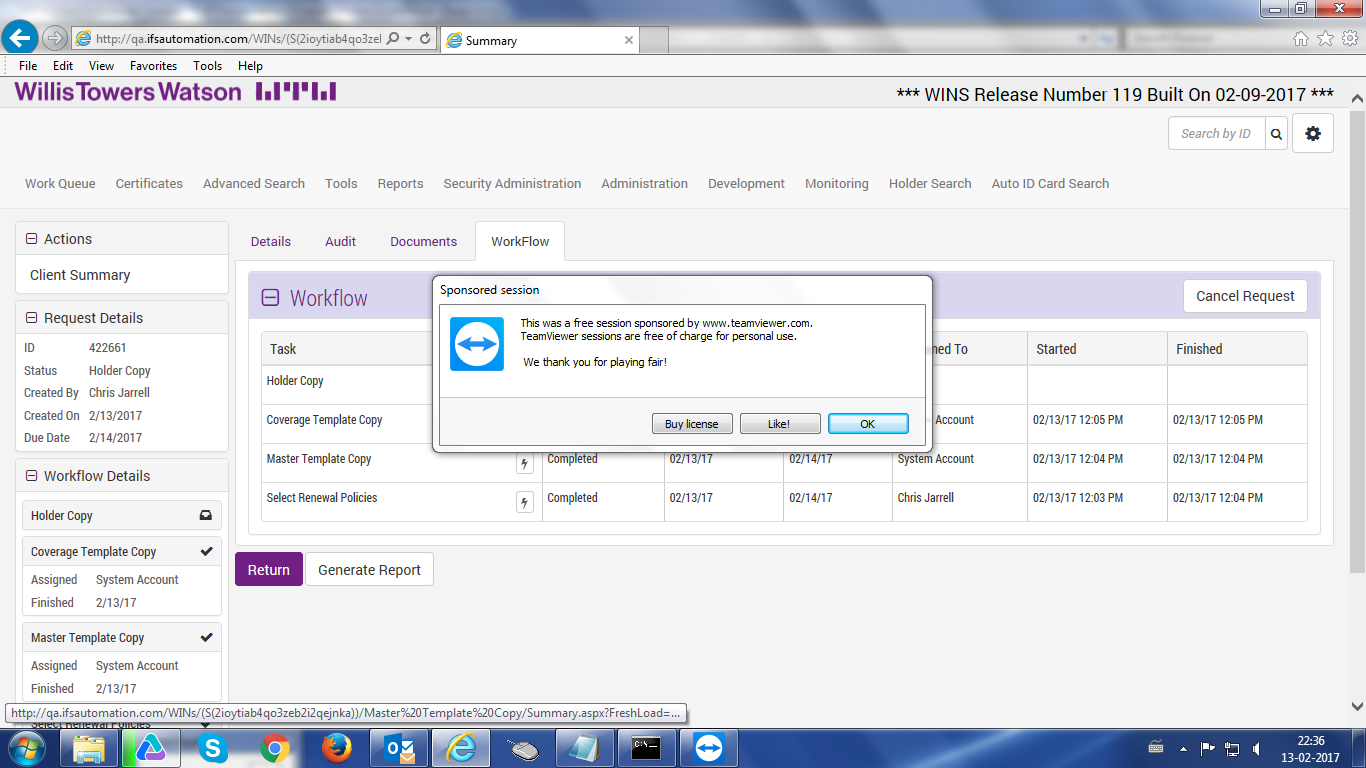 http://qa.ifsautomation.com/WINs/(S(2ioytiab4qo3zel
Summary
File Edit View Favorites Tools Help
Willis Towers Watson
*** WINS Release Number 119 Built On 02-09-2017 ***
Search by ID
Work Queue Certificates Advanced Search Tools Reports Security Administration Administration Development Monitoring Holder Search Auto ID Card Search
Actions
Client Summary
Request Details
ID 422661
Status Holder Copy
Created By Chris Jarrell
Created On 2/13/2017
Due Date 2/14/2017
Workflow Details
Holder Copy
Coverage Template Copy
Assigned System Account
Finished 2/13/17
Master Template Copy
Assigned System Account
Finished 2/13/17
Select Renewal Policies
Details Audit Documents WorkFlow
Workflow
Cancel Request
Task ned To Started Finished
Holder Copy
Coverage Template Copy Account 02/13/17 12:05 PM 02/13/17 12:05 PM
Master Template Copy Completed 02/13/17 02/14/17 System Account 02/13/17 12:04 PM 02/13/17 12:04 PM
Select Renewal Policies Completed 02/13/17 02/14/17 Chris Jarrell 02/13/17 12:03 PM 02/13/17 12:04 PM
Return Generate Report
Sponsored session
This was a free session sponsored by www.teamviewer.com.
TeamViewer sessions are free of charge for personal use.
We thank you for playing fair!
Buy license Like! OK
http://qa.ifsautomation.com/WINs/(S(2ioytiab4qo3zeb2i2qejnka))/Master%20Template%20Copy/Summary.aspx?FreshLoad=...
22:36
13-02-2017